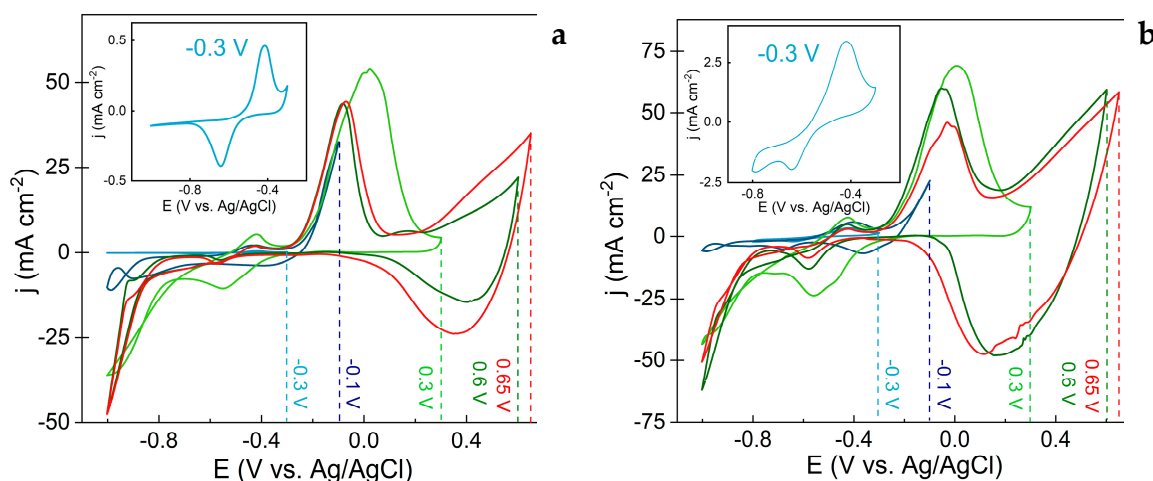 a
50
25
0
-25
-50
-0.8
-0.4
0.0
0.4
j (mA cm⁻²)
E (V vs. Ag/AgCl)
-0.3 V
-0.1 V
0.3 V
0.6 V
0.65 V
-0.3 V
0.5
0.0
-0.5
-0.8
-0.4
j (mA cm⁻²)
E (V vs. Ag/AgCl)
b
75
50
25
0
-25
-50
-75
-0.8
-0.4
0.0
0.4
j (mA cm⁻²)
E (V vs. Ag/AgCl)
-0.3 V
-0.1 V
0.3 V
0.6 V
0.65 V
-0.3 V
2.5
0.0
-2.5
-0.8
-0.6
-0.4
j (mA cm⁻²)
E (V vs. Ag/AgCl)